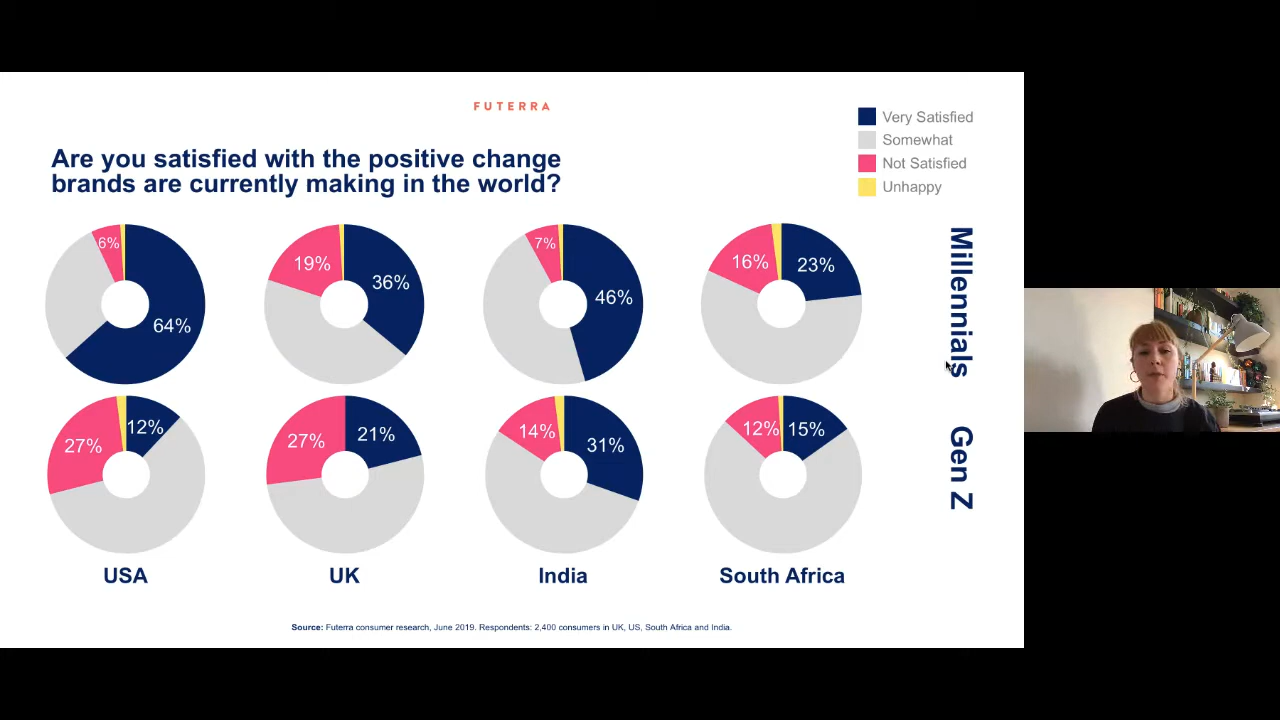 FUTERRA
Very Satisfied
Somewhat
Not Satisfied
Unhappy
Are you satisfied with the positive change
brands are currently making in the world?
6%
64%
19%
36%
7%
46%
16%
23%
Millennials
27%
12%
27%
21%
14%
31%
12%
15%
Gen Z
USA
UK
India
South Africa
Source: Futerra consumer research, June 2019. Respondents: 2,400 consumers in UK, US, South Africa and India.